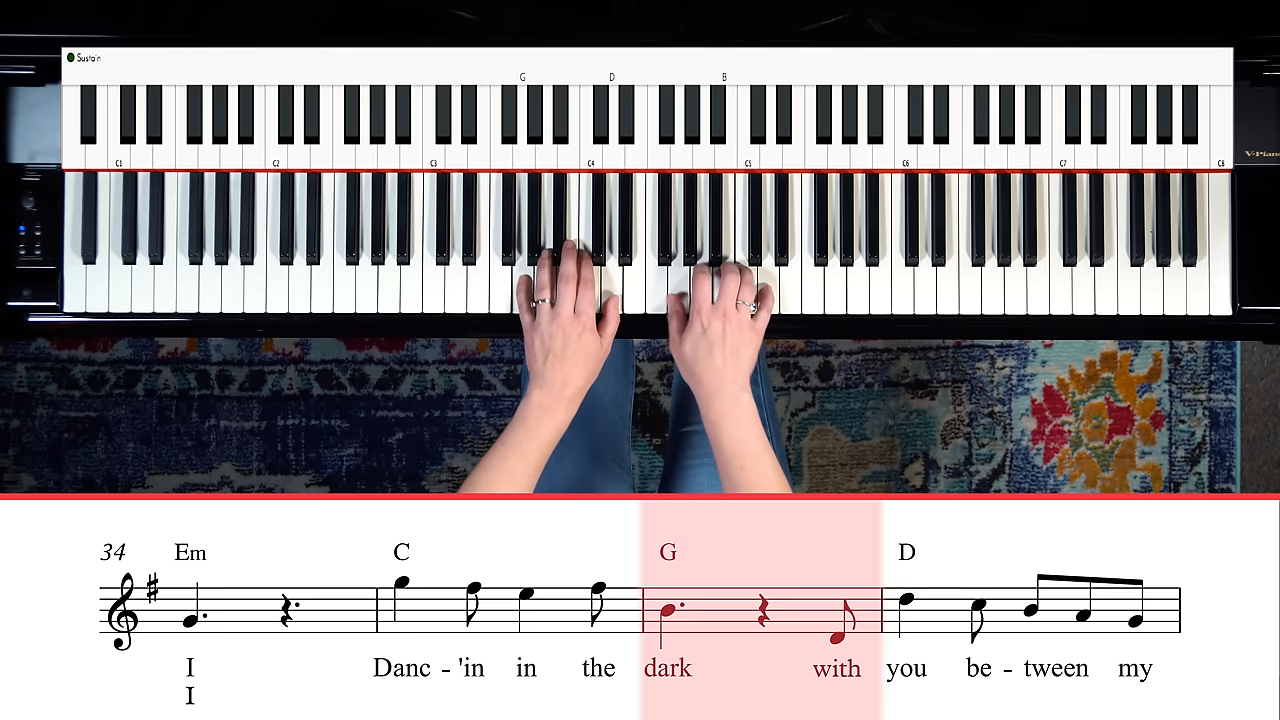 Sustain
G D B
C1 C2 C3 C4 C5 C6 C7 C8
V-Piano
34 Em C G D
I Danc - 'in in the dark with you be - tween my
I